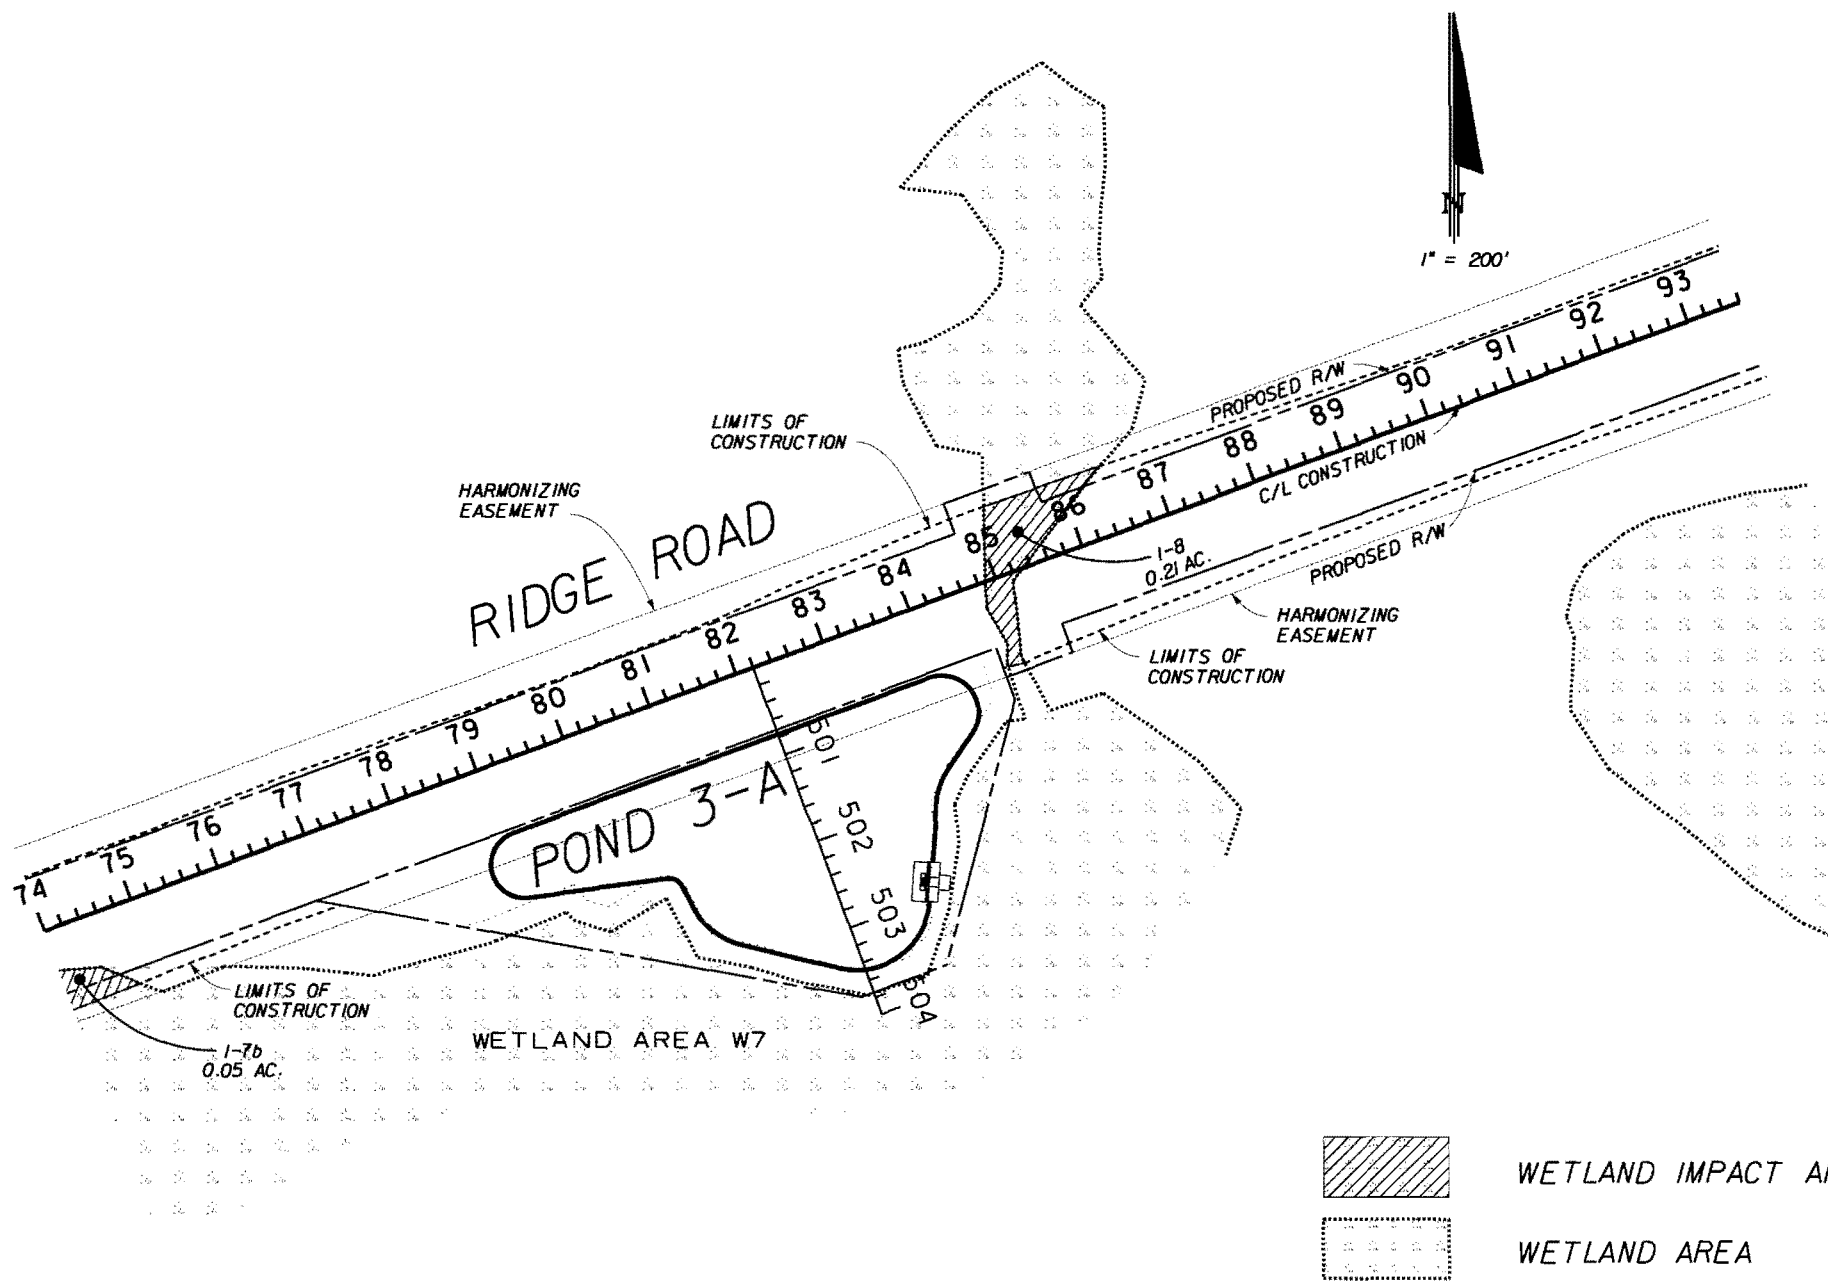 N
1" = 200'
PROPOSED R/W
LIMITS OF
CONSTRUCTION
HARMONIZING
EASEMENT
RIDGE ROAD
74
75
76
77
78
79
80
81
82
83
84
85
86
87
88
89
90
91
92
93
C/L CONSTRUCTION
1-8
0.21 AC.
PROPOSED R/W
HARMONIZING
EASEMENT
LIMITS OF
CONSTRUCTION
POND 3-A
501
502
503
504
LIMITS OF
CONSTRUCTION
1-7b
0.05 AC.
WETLAND AREA W7
WETLAND IMPACT
WETLAND AREA